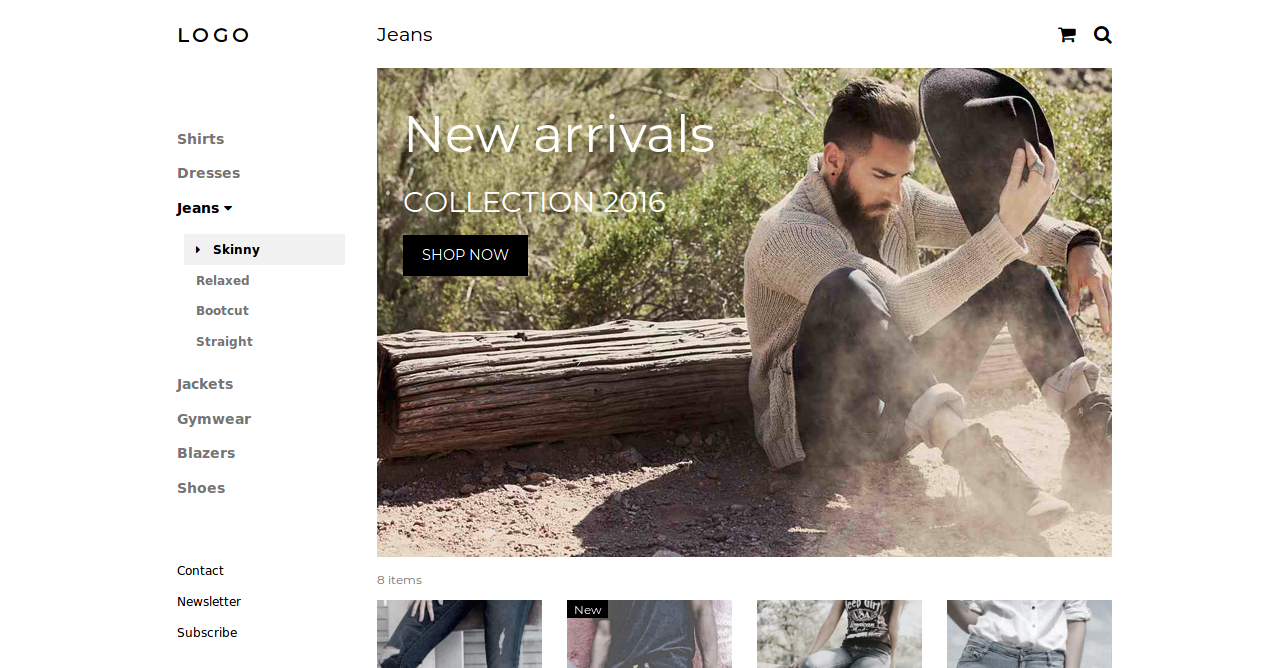 LOGO
Jeans
Shirts
Dresses
Jeans
Skinny
Relaxed
Bootcut
Straight
Jackets
Gymwear
Blazers
Shoes
Contact
Newsletter
Subscribe
New arrivals
COLLECTION 2016
SHOP NOW
8 items
New
USA